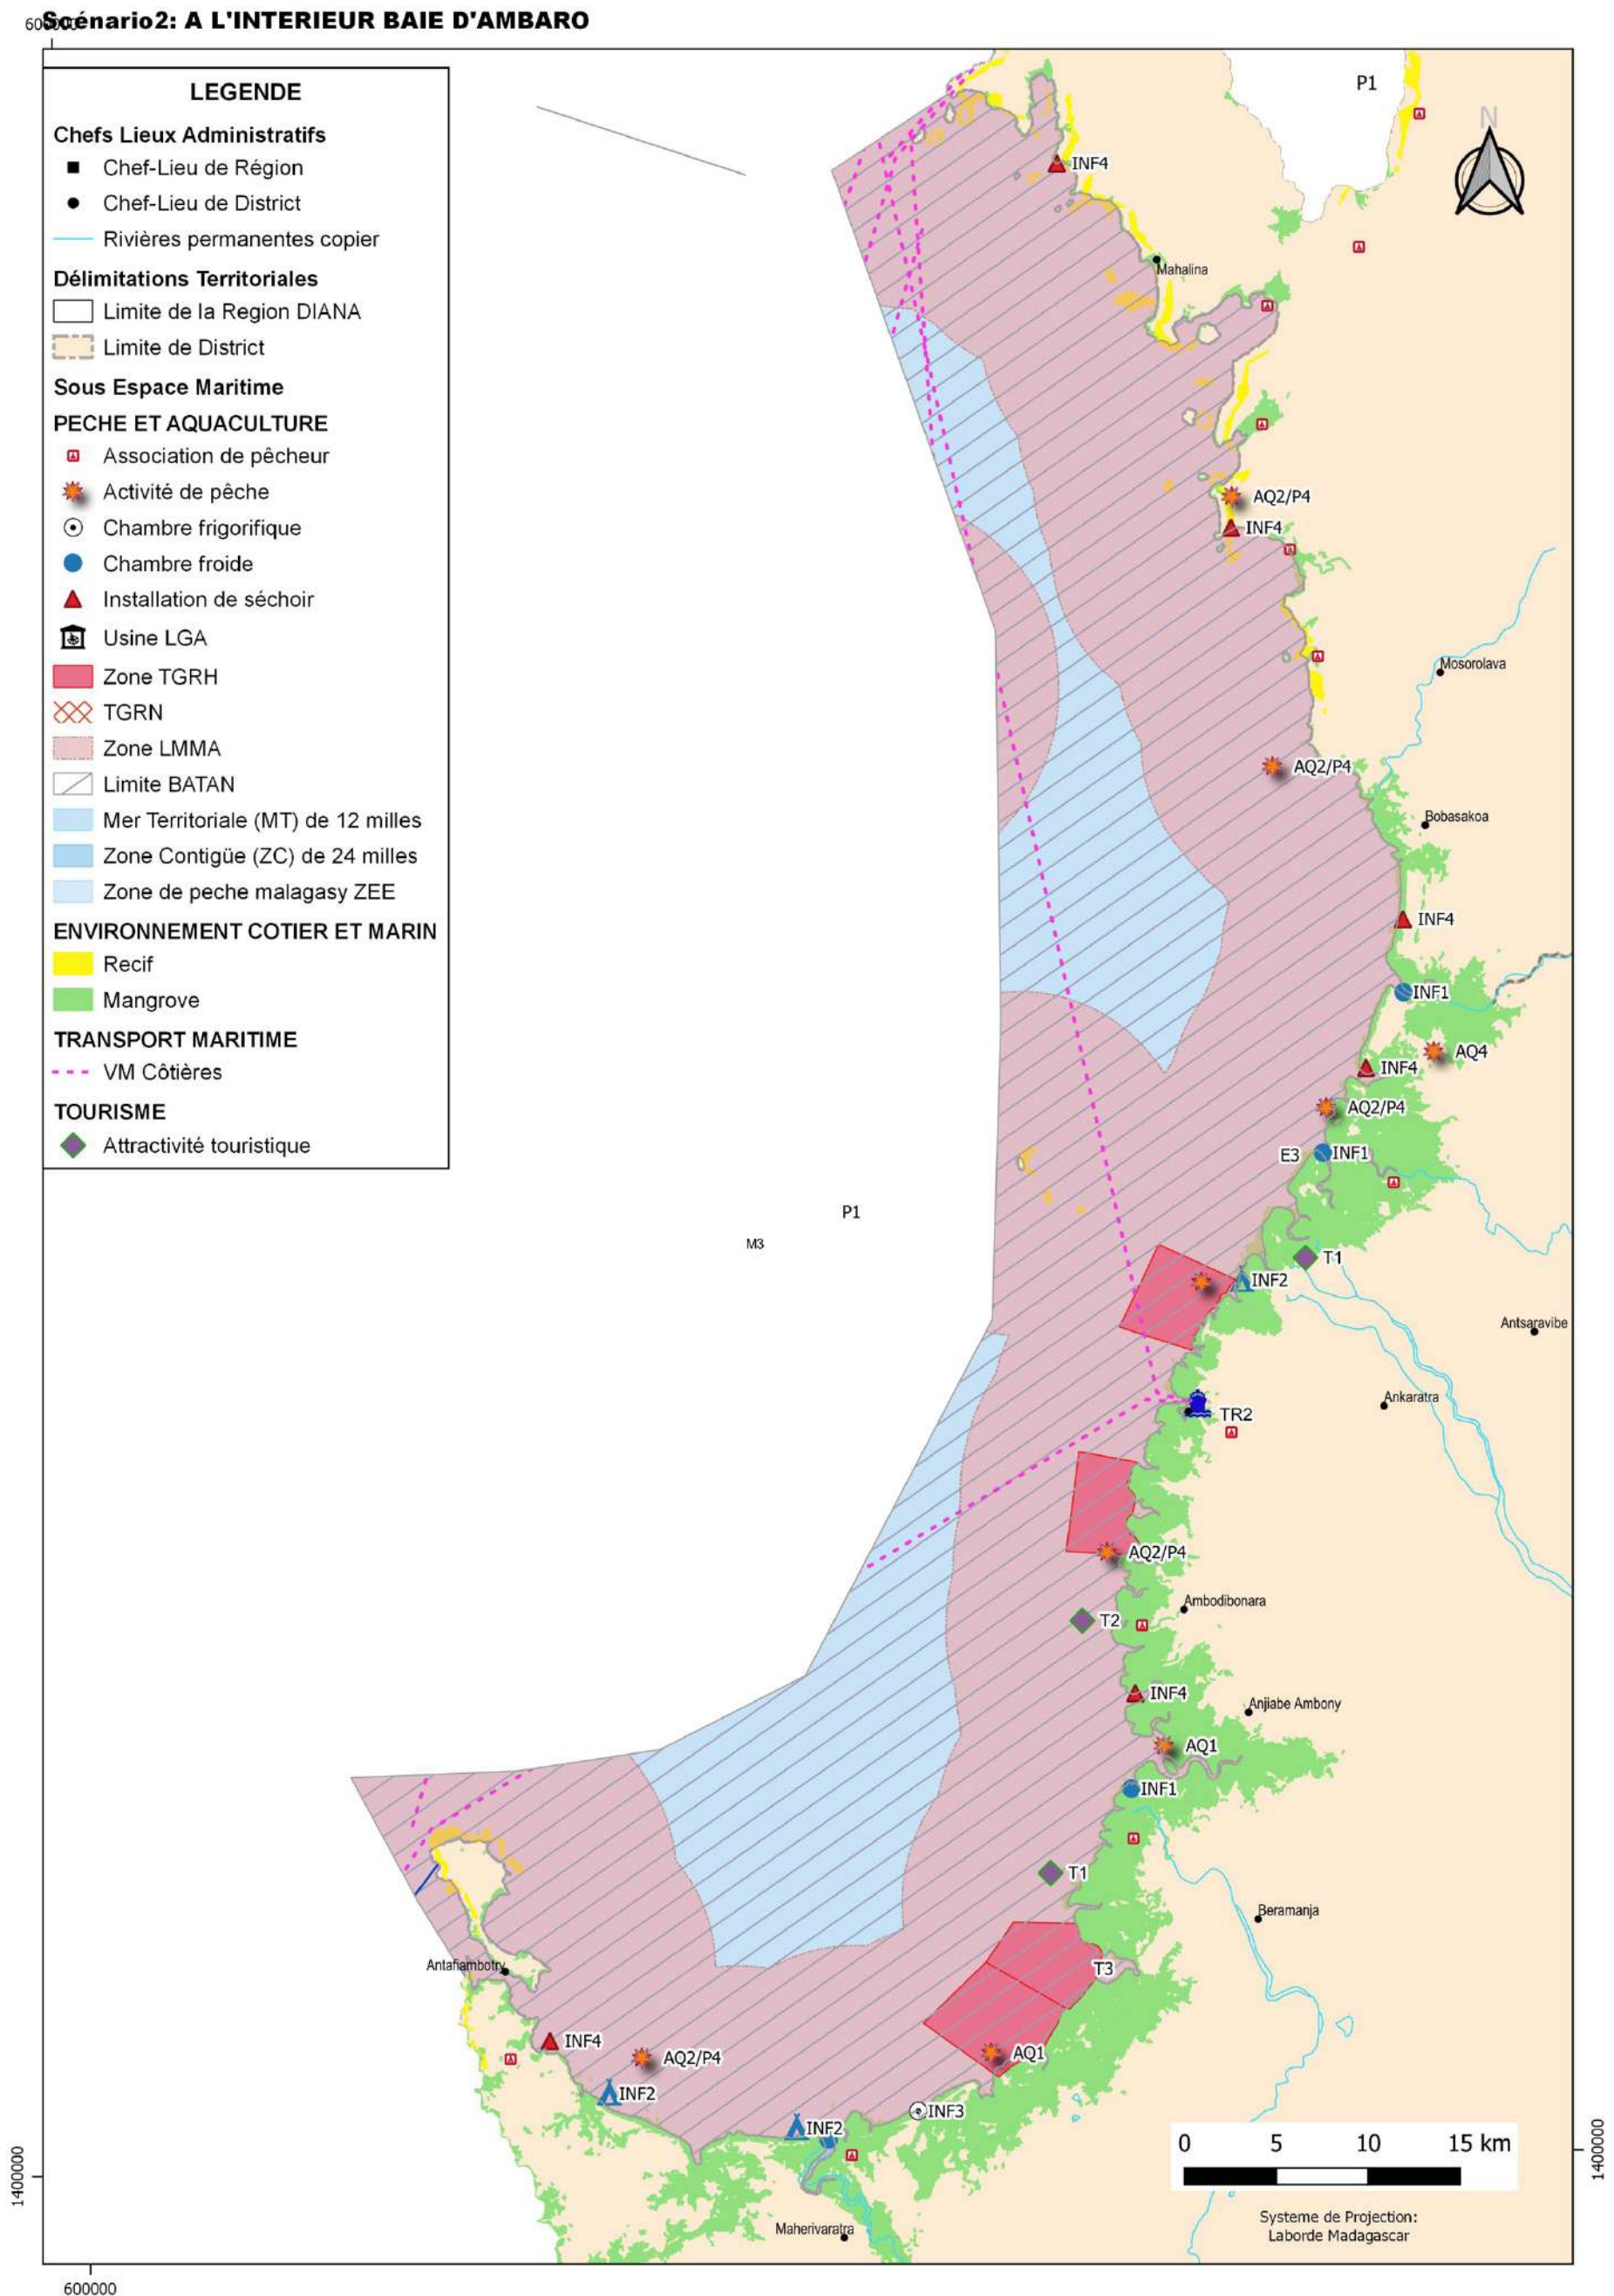 Scénario2: A L'INTERIEUR BAIE D'AMBARO
LEGENDE
Chefs Lieux Administratifs
Chef-Lieu de Région
Chef-Lieu de District
Rivières permanentes copier
Délimitations Territoriales
Limite de la Region DIANA
Limite de District
Sous Espace Maritime
PECHE ET AQUACULTURE
Association de pêcheur
Activité de pêche
Chambre frigorifique
Chambre froide
Installation de séchoir
Usine LGA
Zone TGRH
TGRN
Zone LMMA
Limite BATAN
Mer Territoriale (MT) de 12 milles
Zone Contigüe (ZC) de 24 milles
Zone de peche malagasy ZEE
ENVIRONNEMENT COTIER ET MARIN
Recif
Mangrove
TRANSPORT MARITIME
VM Côtières
TOURISME
Attractivité touristique
P1
N
INF4
Mahalina
AQ2/P4
INF4
Mosorolava
AQ2/P4
Bobasakoa
INF4
INF1
AQ4
INF4
AQ2/P4
E3
INF1
P1
M3
T1
INF2
Antsaravibe
Ankaratra
TR2
AQ2/P4
Ambodibonara
T2
INF4
Anjiabe Ambony
AQ1
INF1
T1
Beramanja
Antafiambotry
T3
INF4
AQ2/P4
AQ1
INF2
INF3
INF2
Maherivaratra
0 5 10 15 km
Systeme de Projection:
Laborde Madagascar
1400000
1400000
600000